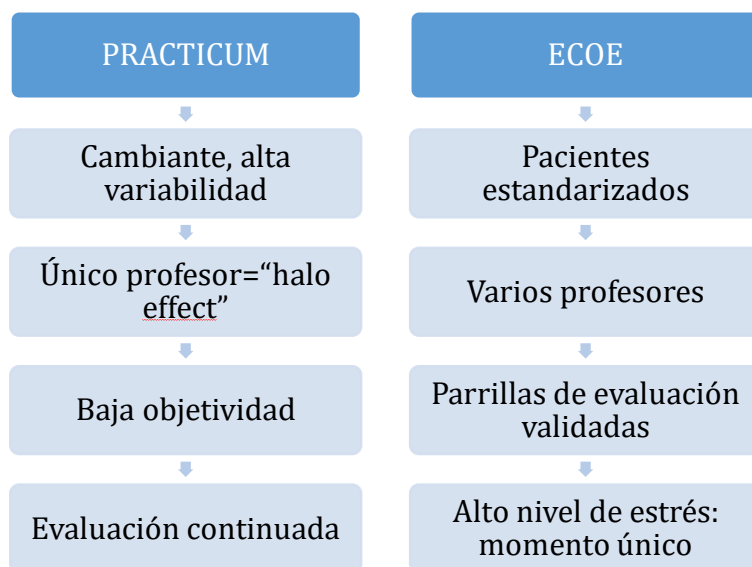 PRACTICUM
Cambiante, alta
variabilidad
Único profesor=“halo
effect”
Baja objetividad
Evaluación continuada
ECOE
Pacientes
estandarizados
Varios profesores
Parrillas de evaluación
validadas
Alto nivel de estrés:
momento único